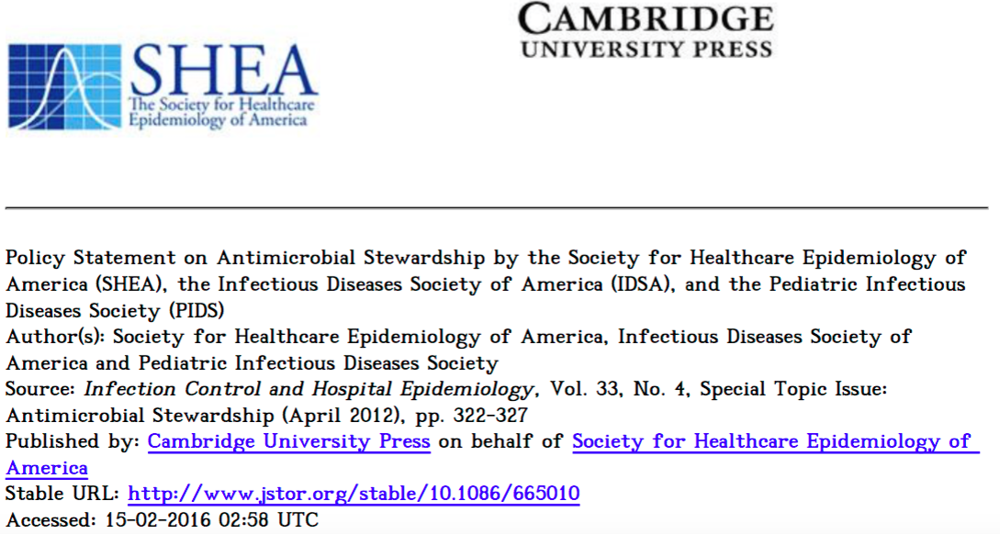 CAMBRIDGE
UNIVERSITY PRESS
SHEA
The Society for Healthcare
Epidemiology of America
Policy Statement on Antimicrobial Stewardship by the Society for Healthcare Epidemiology of
America (SHEA), the Infectious Diseases Society of America (IDSA), and the Pediatric Infectious
Diseases Society (PIDS)
Author(s): Society for Healthcare Epidemiology of America, Infectious Diseases Society of
America and Pediatric Infectious Diseases Society
Source: Infection Control and Hospital Epidemiology, Vol. 33, No. 4, Special Topic Issue:
Antimicrobial Stewardship (April 2012), pp. 322-327
Published by: Cambridge University Press on behalf of Society for Healthcare Epidemiology of
America
Stable URL: http://www.jstor.org/stable/10.1086/665010
Accessed: 15-02-2016 02:58 UTC